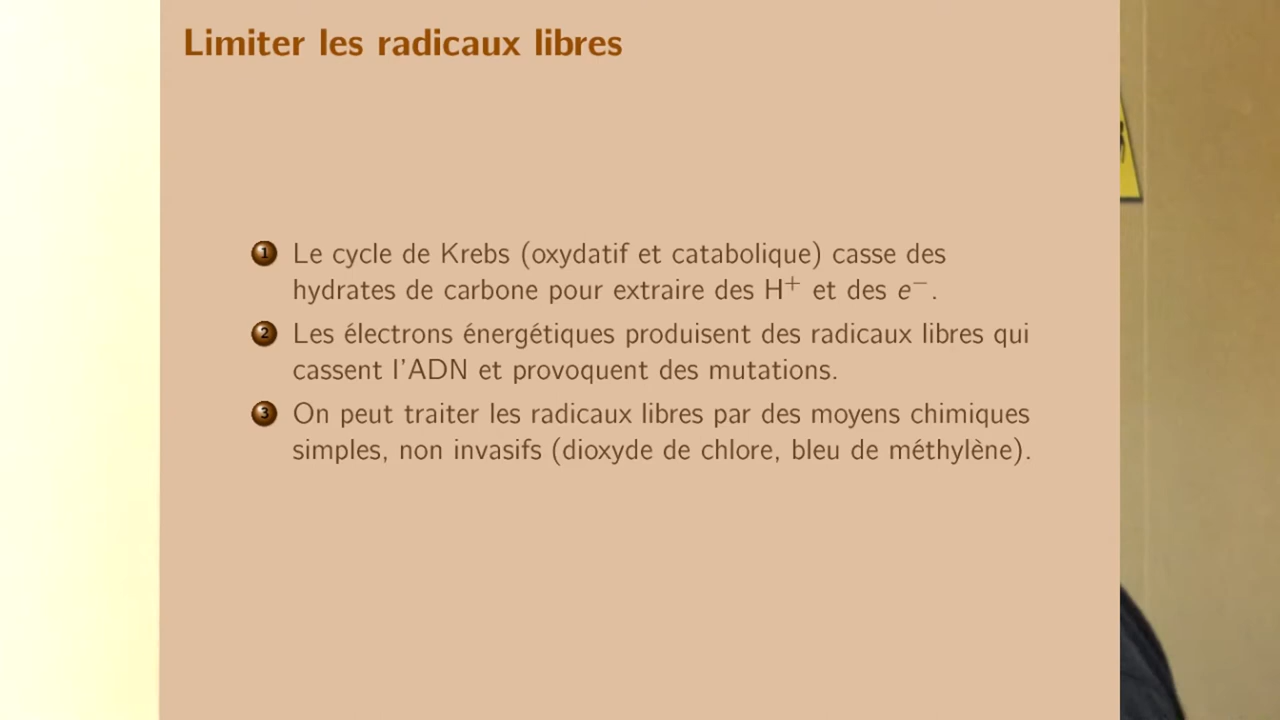 Limiter les radicaux libres
1 Le cycle de Krebs (oxydatif et catabolique) casse des
hydrates de carbone pour extraire des H⁺ et des e⁻.
2 Les électrons énergétiques produisent des radicaux libres qui
cassent l'ADN et provoquent des mutations.
3 On peut traiter les radicaux libres par des moyens chimiques
simples, non invasifs (dioxyde de chlore, bleu de méthylène).